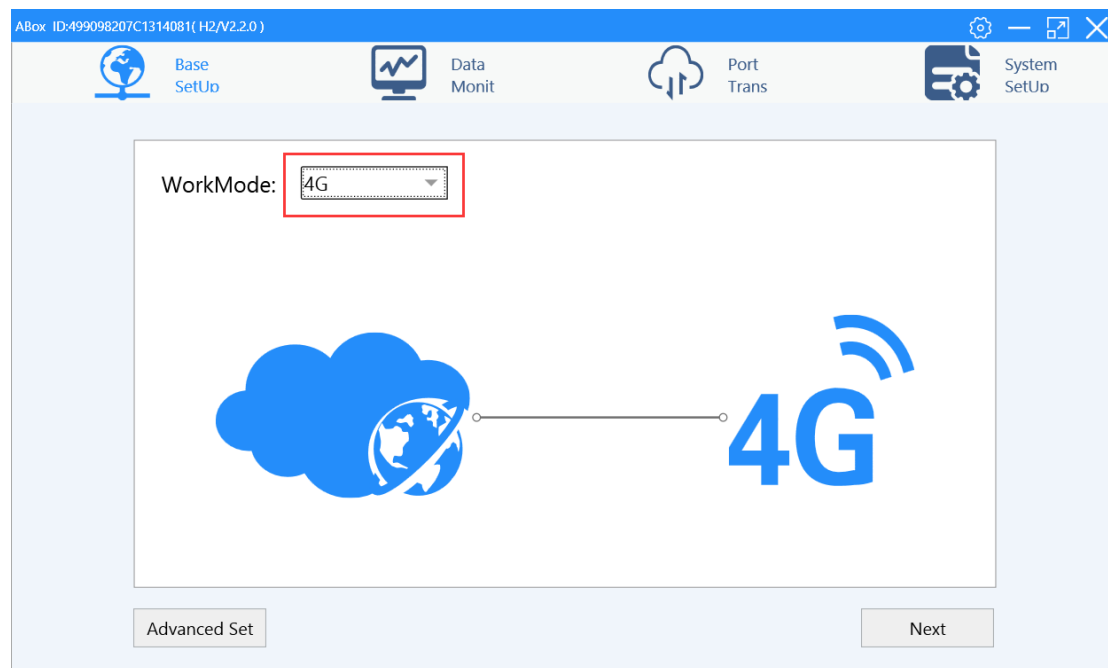 ABox ID:499098207C1314081( H2/V2.2.0 )
Base
SetUp
Data
Monit
Port
Trans
System
SetUp
WorkMode: 4G
4G
Advanced Set
Next